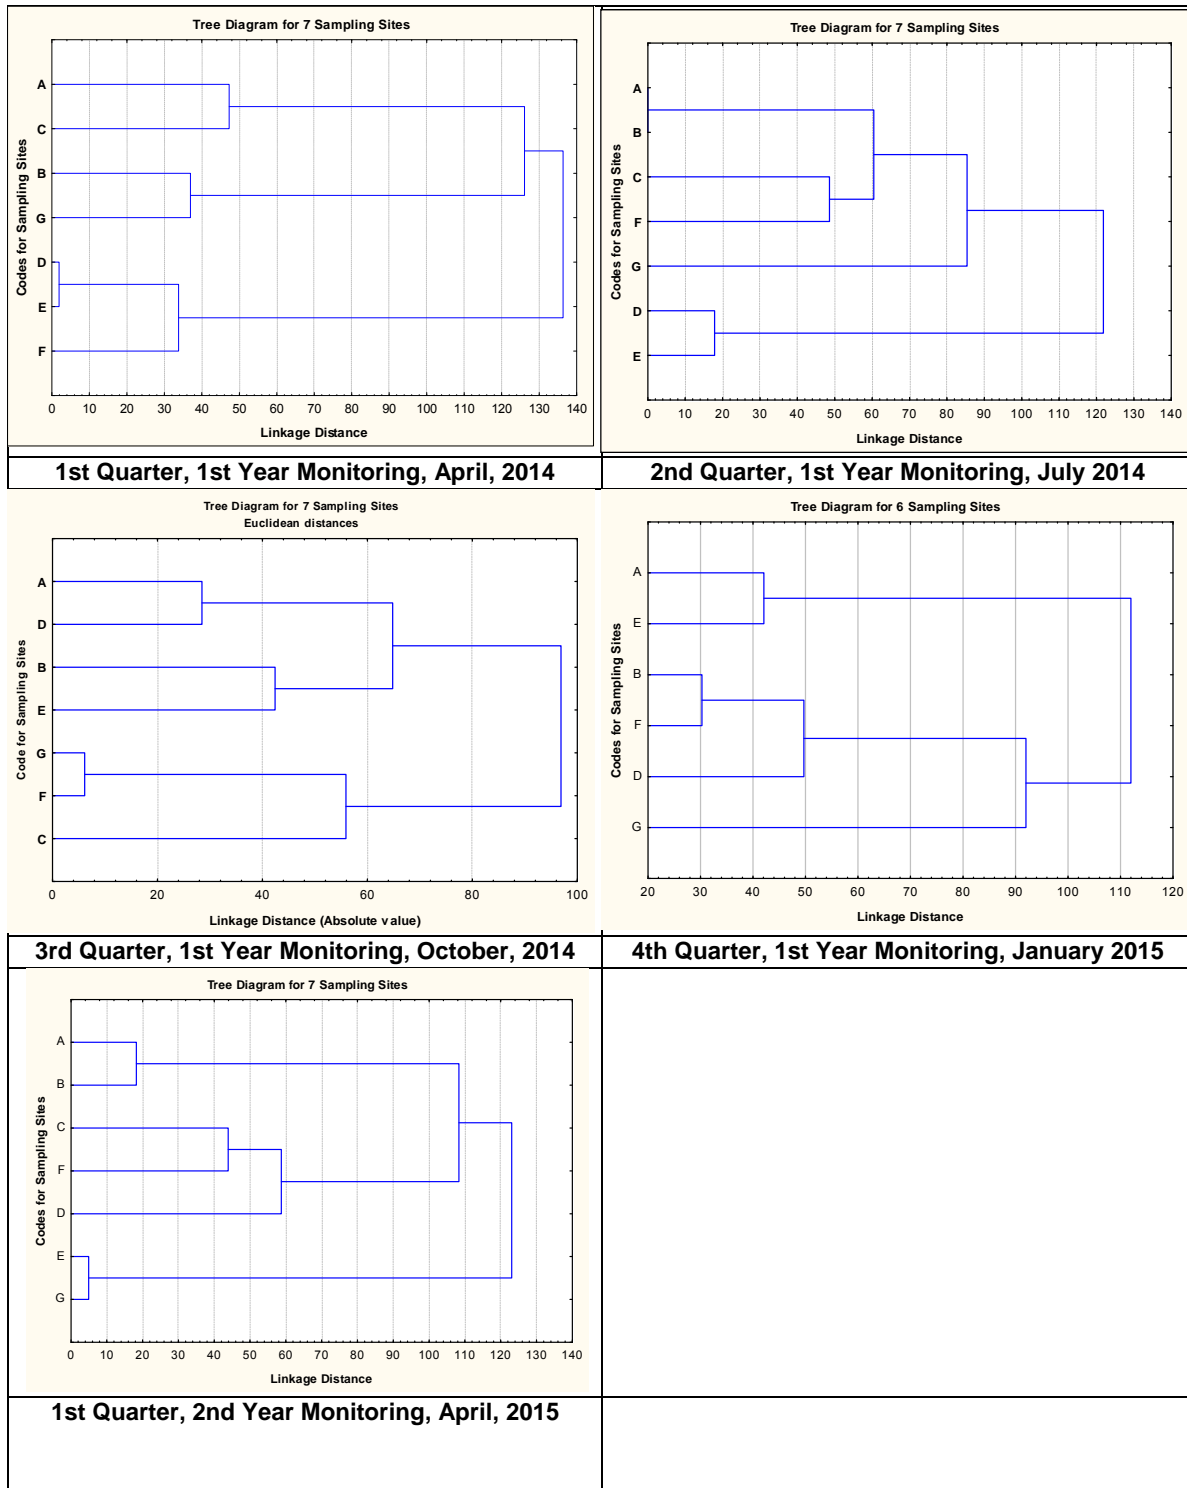 Tree Diagram for 7 Sampling Sites
Codes for Sampling Sites
A
C
B
G
D
E
F
0 10 20 30 40 50 60 70 80 90 100 110 120 130 140
Linkage Distance
1st Quarter, 1st Year Monitoring, April, 2014
Tree Diagram for 7 Sampling Sites
Codes for Sampling Sites
A
B
C
F
G
D
E
0 10 20 30 40 50 60 70 80 90 100 110 120 130 140
Linkage Distance
2nd Quarter, 1st Year Monitoring, July 2014
Tree Diagram for 7 Sampling Sites
Euclidean distances
Code for Sampling Sites
A
D
B
E
G
F
C
0 20 40 60 80 100
Linkage Distance (Absolute value)
3rd Quarter, 1st Year Monitoring, October, 2014
Tree Diagram for 6 Sampling Sites
Codes for Sampling Sites
A
E
B
F
D
G
20 30 40 50 60 70 80 90 100 110 120
Linkage Distance
4th Quarter, 1st Year Monitoring, January 2015
Tree Diagram for 7 Sampling Sites
Codes for Sampling Sites
A
B
C
F
D
E
G
0 10 20 30 40 50 60 70 80 90 100 110 120 130 140
Linkage Distance
1st Quarter, 2nd Year Monitoring, April, 2015